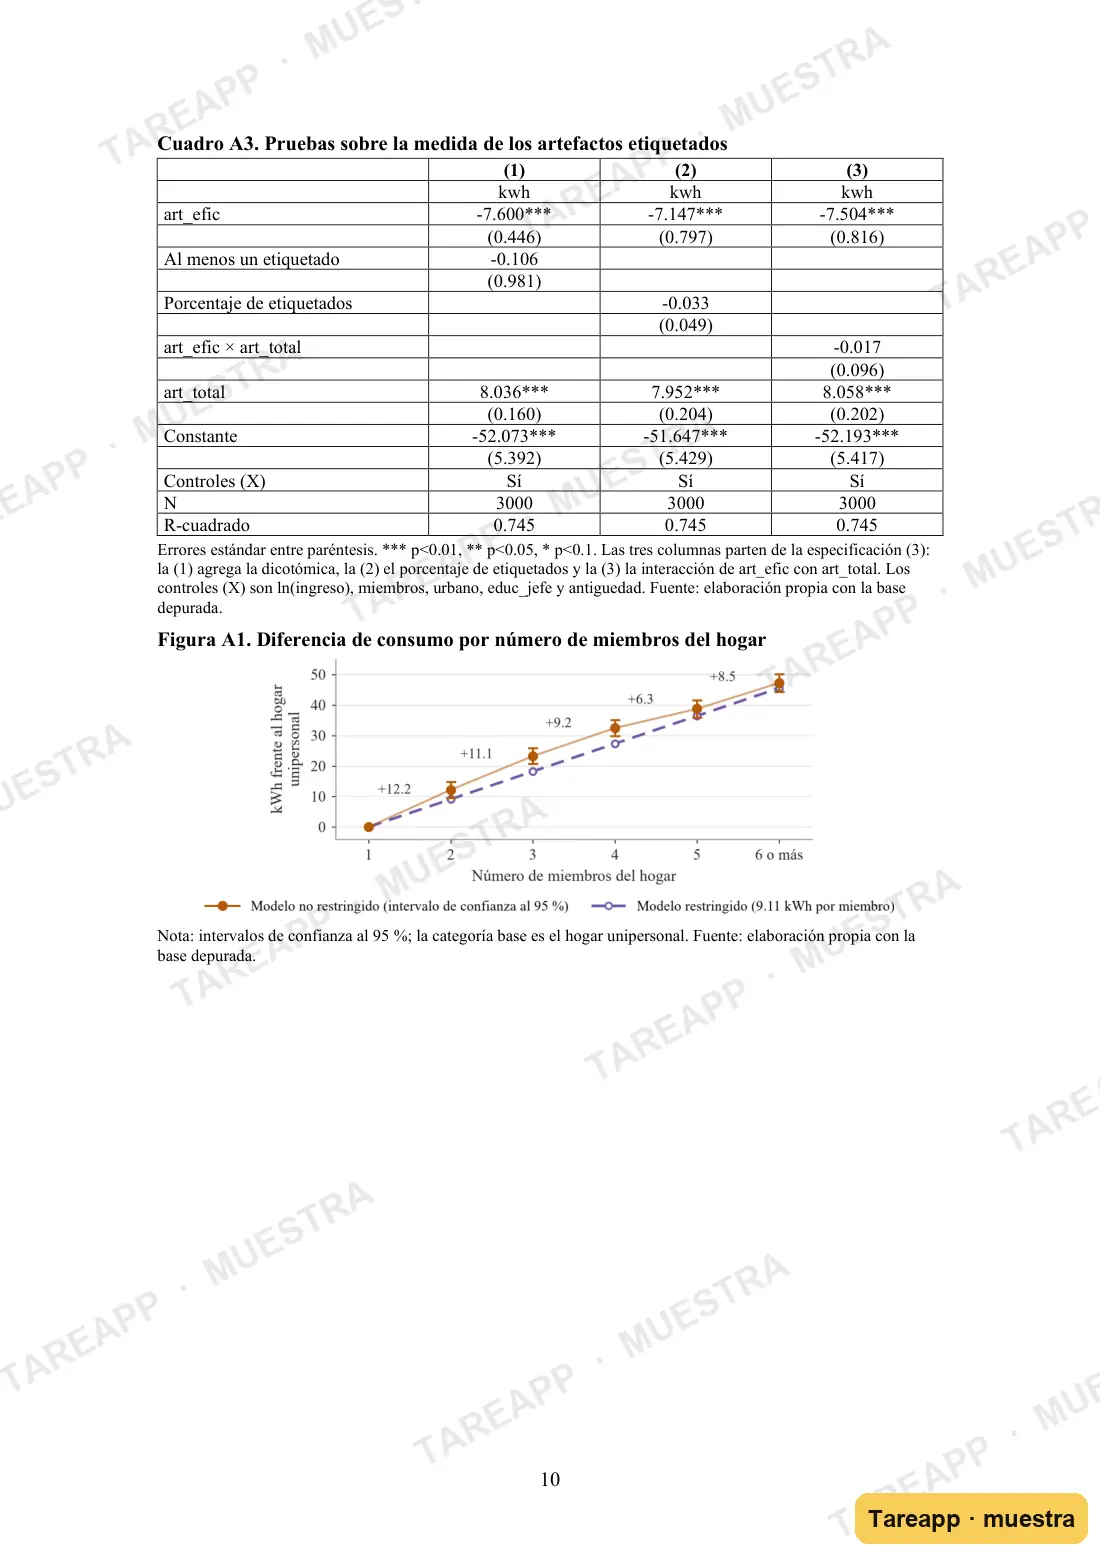 TAREAPP · MUESTRA
Cuadro A3. Pruebas sobre la medida de los artefactos etiquetados
(1) (2) (3)
kwh kwh kwh
art_efic -7.600*** -7.147*** -7.504***
(0.446) (0.797) (0.816)
Al menos un etiquetado -0.106
(0.981)
Porcentaje de etiquetados -0.033
(0.049)
art_efic × art_total -0.017
(0.096)
art_total 8.036*** 7.952*** 8.058***
(0.160) (0.204) (0.202)
Constante -52.073*** -51.647*** -52.193***
(5.392) (5.429) (5.417)
Controles (X) Sí Sí Sí
N 3000 3000 3000
R-cuadrado 0.745 0.745 0.745
Errores estándar entre paréntesis. *** p<0.01, ** p<0.05, * p<0.1. Las tres columnas parten de la especificación (3):
la (1) agrega la dicotómica, la (2) el porcentaje de etiquetados y la (3) la interacción de art_efic con art_total. Los
controles (X) son ln(ingreso), miembros, urbano, educ_jefe y antiguedad. Fuente: elaboración propia con la base
depurada.
Figura A1. Diferencia de consumo por número de miembros del hogar
kWh frente al hogar
unipersonal
50
40
30
20
10
0
+12.2
+11.1
+9.2
+6.3
+8.5
1 2 3 4 5 6 o más
Número de miembros del hogar
Modelo no restringido (intervalo de confianza al 95 %) Modelo restringido (9.11 kWh por miembro)
Nota: intervalos de confianza al 95 %; la categoría base es el hogar unipersonal. Fuente: elaboración propia con la
base depurada.
10
Tareapp · muestra